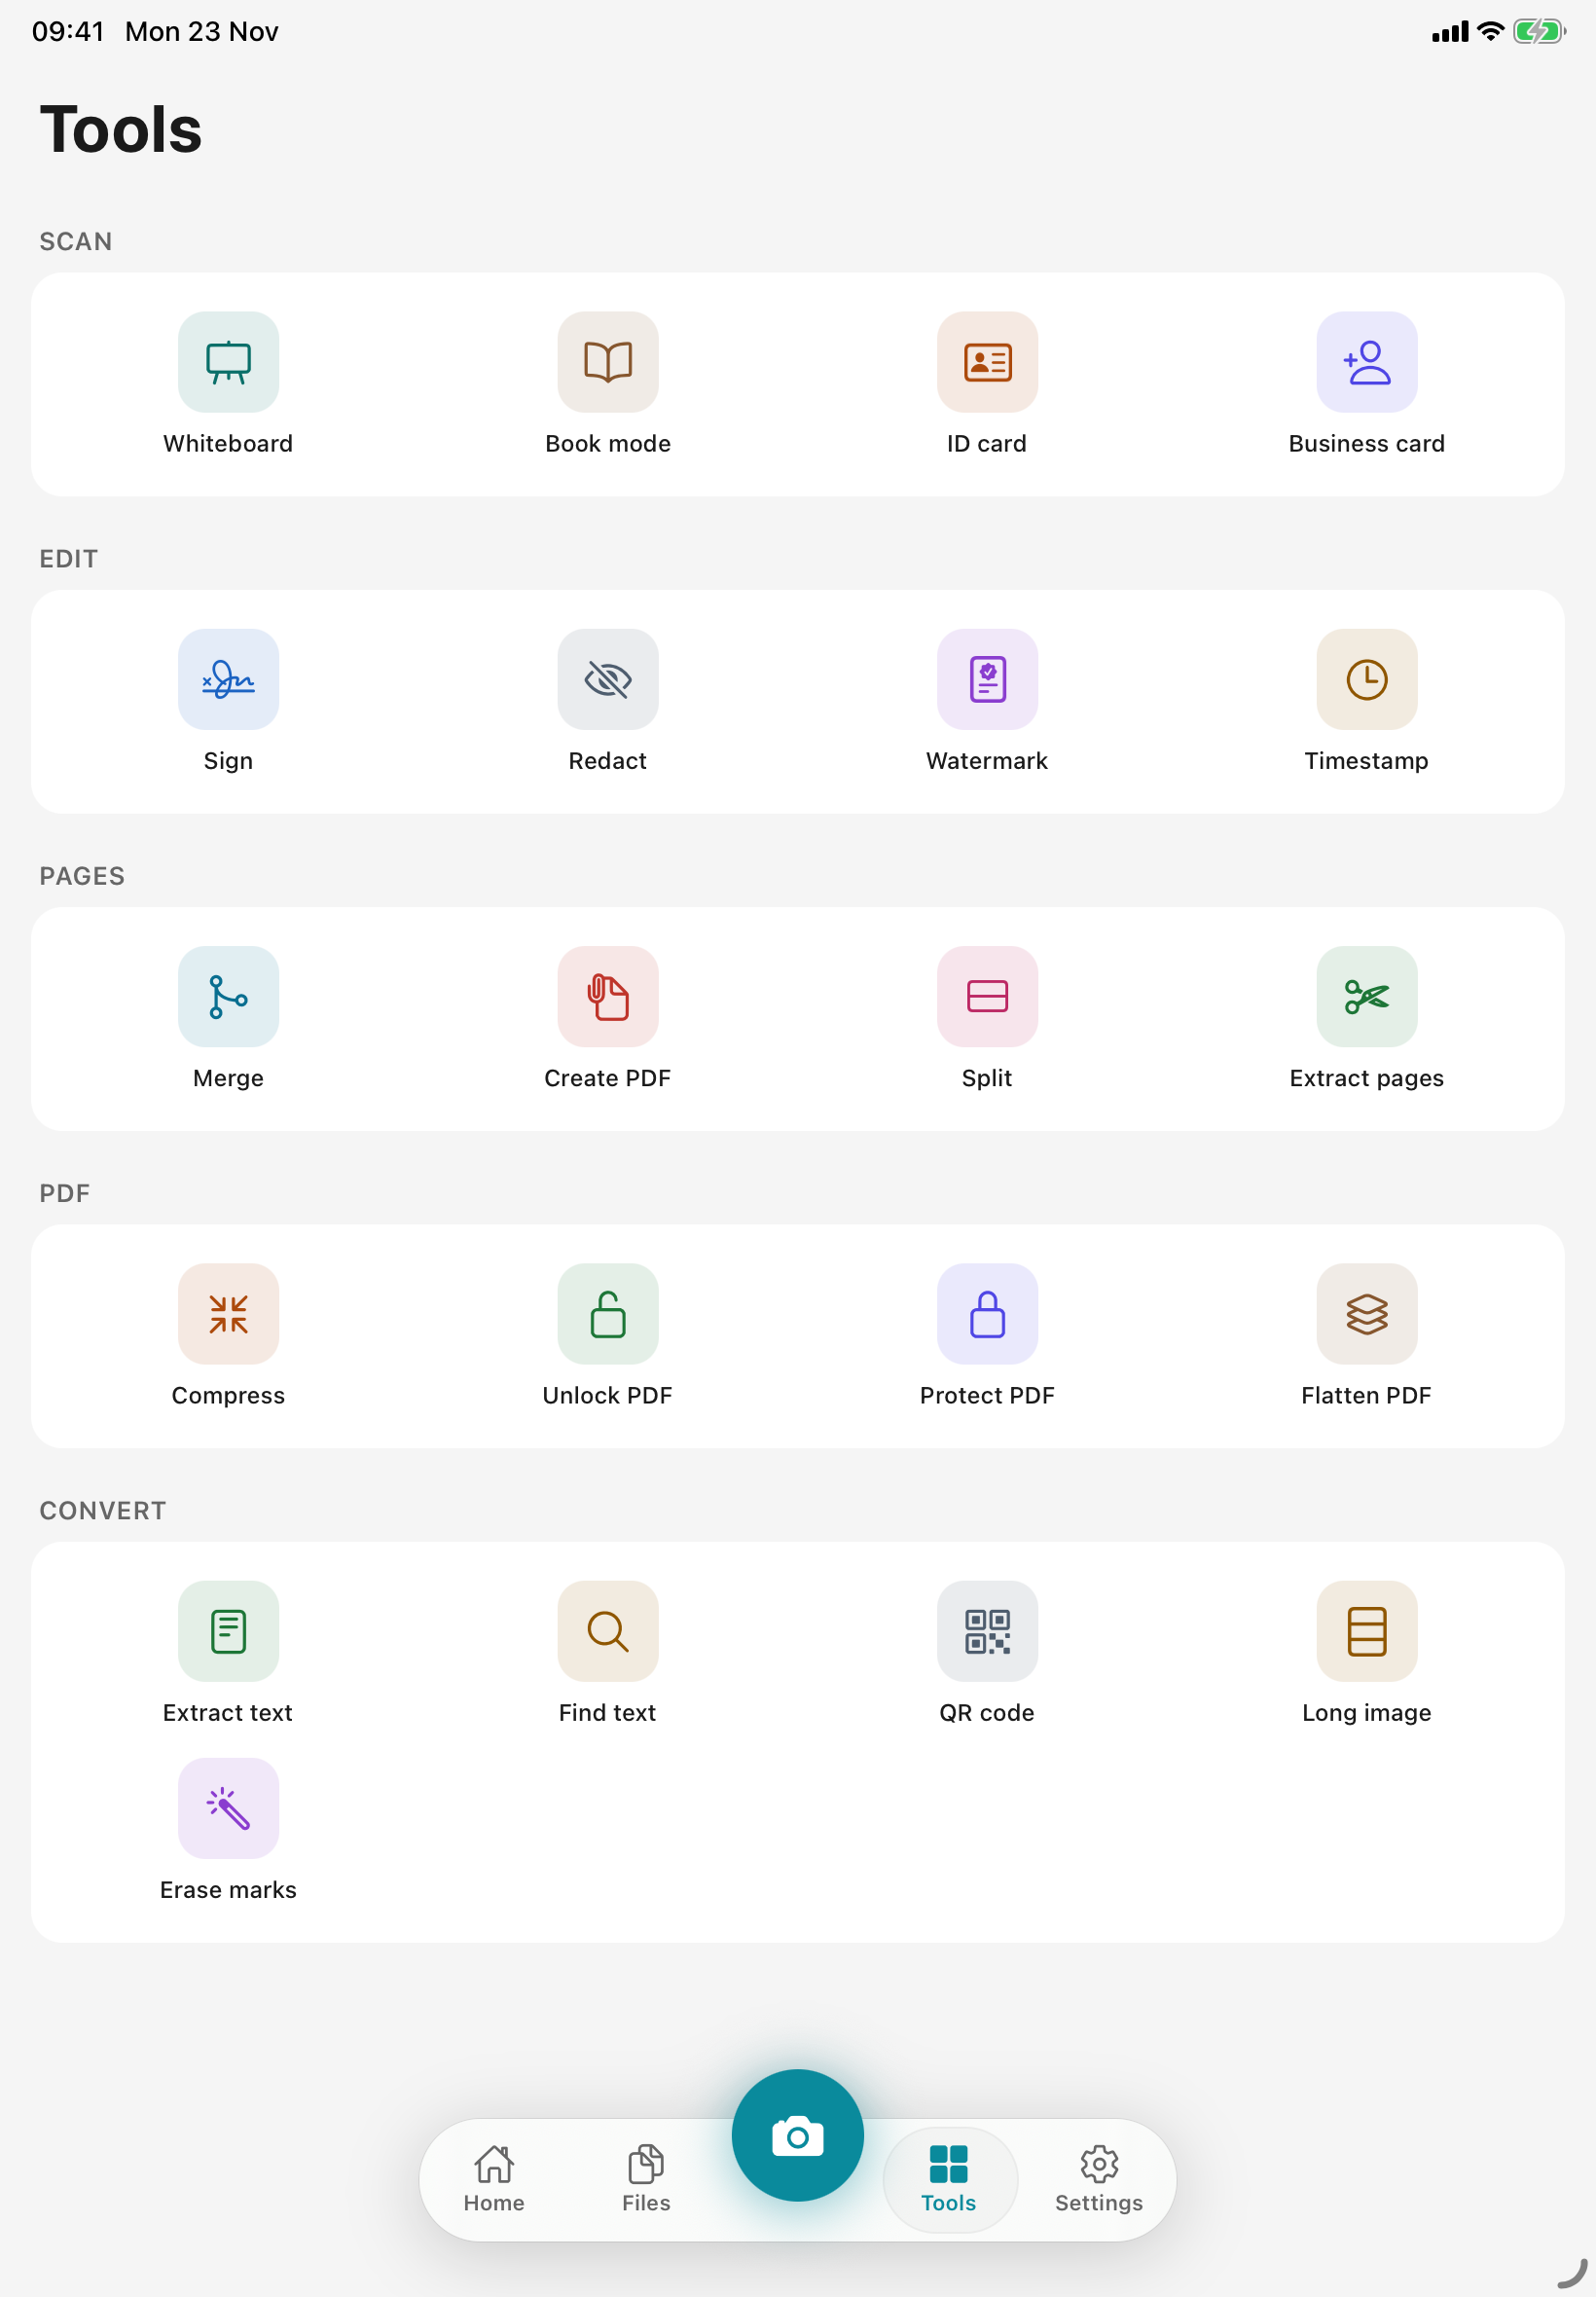 09:41 Mon 23 Nov
Tools
SCAN
Whiteboard Book mode ID card Business card
EDIT
Sign Redact Watermark Timestamp
PAGES
Merge Create PDF Split Extract pages
PDF
Compress Unlock PDF Protect PDF Flatten PDF
CONVERT
Extract text Find text QR code Long image
Erase marks
Home Files Tools Settings